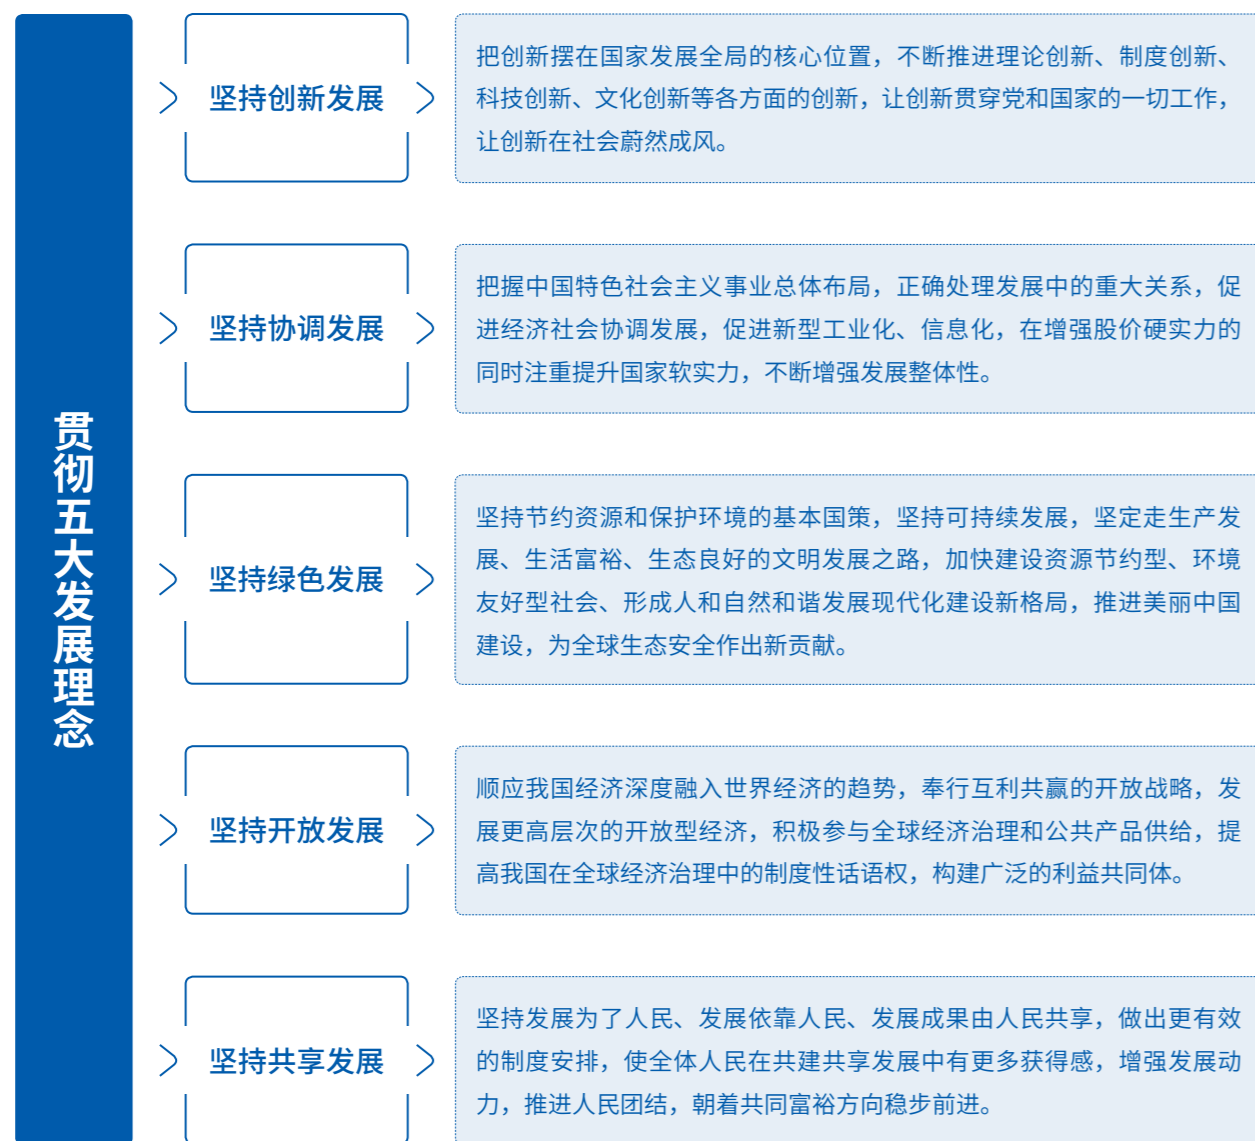 贯彻五大发展理念
坚持创新发展
把创新摆在国家发展全局的核心位置，不断推进理论创新、制度创新、
科技创新、文化创新等各方面的创新，让创新贯穿党和国家的一切工作，
让创新在社会蔚然成风。
坚持协调发展
把握中国特色社会主义事业总体布局，正确处理发展中的重大关系，促
进经济社会协调发展，促进新型工业化、信息化，在增强股价硬实力的
同时注重提升国家软实力，不断增强发展整体性。
坚持绿色发展
坚持节约资源和保护环境的基本国策，坚持可持续发展，坚定走生产发
展、生活富裕、生态良好的文明发展之路，加快建设资源节约型、环境
友好型社会、形成人和自然和谐发展现代化建设新格局，推进美丽中国
建设，为全球生态安全作出新贡献。
坚持开放发展
顺应我国经济深度融入世界经济的趋势，奉行互利共赢的开放战略，发
展更高层次的开放型经济，积极参与全球经济治理和公共产品供给，提
高我国在全球经济治理中的制度性话语权，构建广泛的利益共同体。
坚持共享发展
坚持发展为了人民、发展依靠人民、发展成果由人民共享，做出更有效
的制度安排，使全体人民在共建共享发展中有更多获得感，增强发展动
力，推进人民团结，朝着共同富裕方向稳步前进。